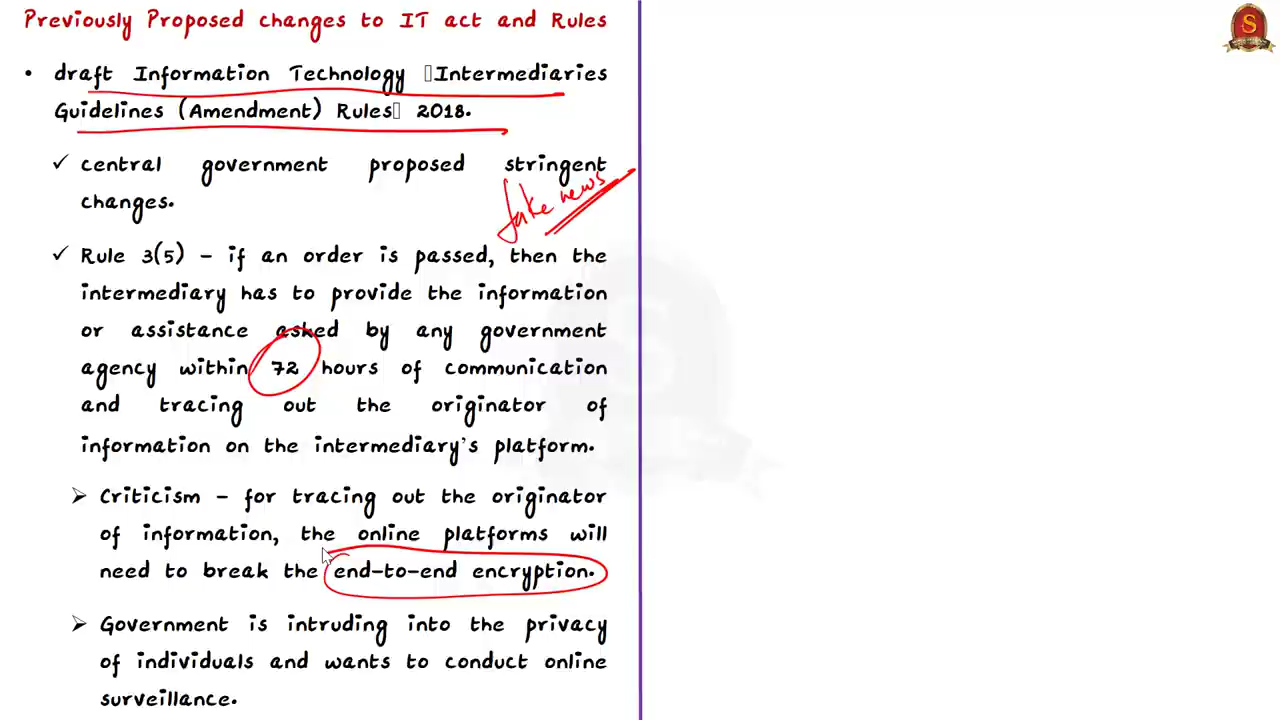 Previously Proposed changes to IT act and Rules
• draft Information Technology Intermediaries
Guidelines (Amendment) Rules 2018.
✓ central government proposed stringent
changes.
fake news
✓ Rule 3(5) - if an order is passed, then the
intermediary has to provide the information
or assistance asked by any government
agency within 72 hours of communication
and tracing out the originator of
information on the intermediary's platform.
➢ Criticism - for tracing out the originator
of information, the online platforms will
need to break the end-to-end encryption.
➢ Government is intruding into the privacy
of individuals and wants to conduct online
surveillance.
S
S